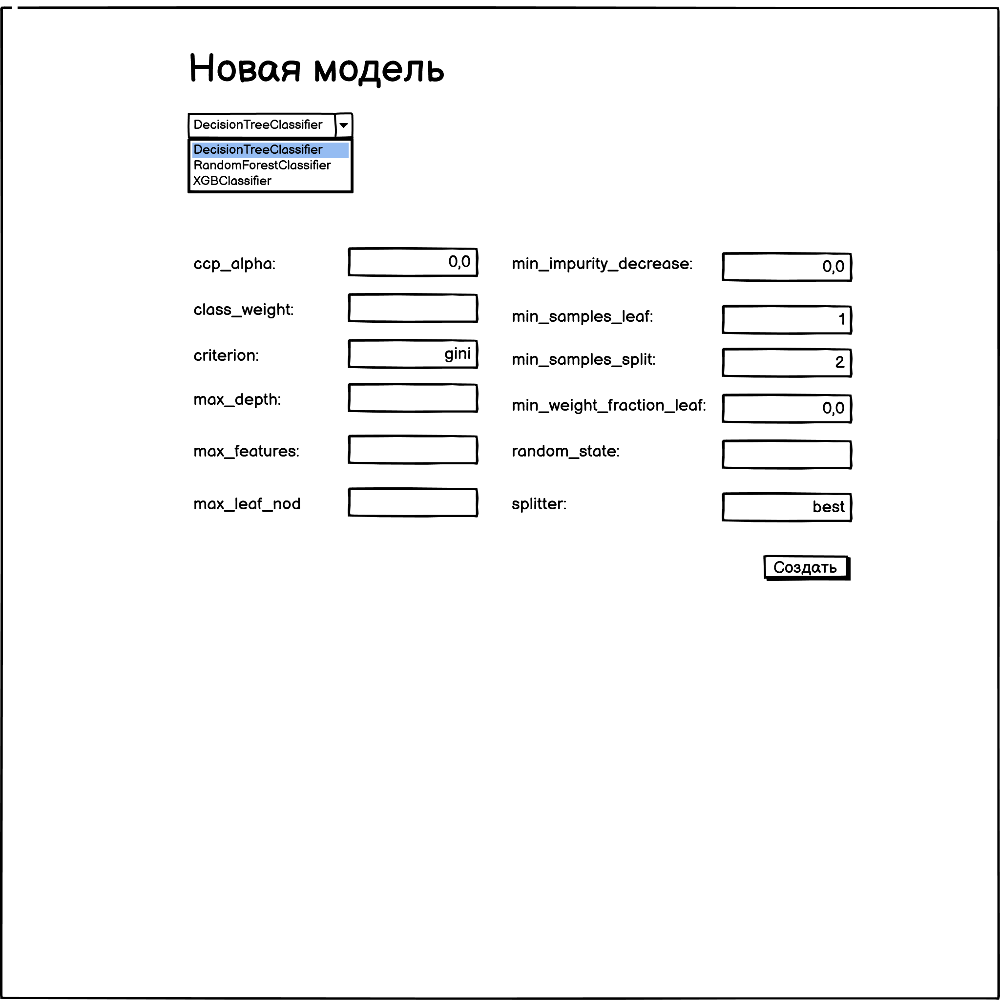 Новая модель
DecisionTreeClassifier
DecisionTreeClassifier
RandomForestClassifier
XGBClassifier
ccp_alpha: 0,0
class_weight:
criterion: gini
max_depth:
max_features:
max_leaf_nod
min_impurity_decrease: 0,0
min_samples_leaf: 1
min_samples_split: 2
min_weight_fraction_leaf: 0,0
random_state:
splitter: best
Создать